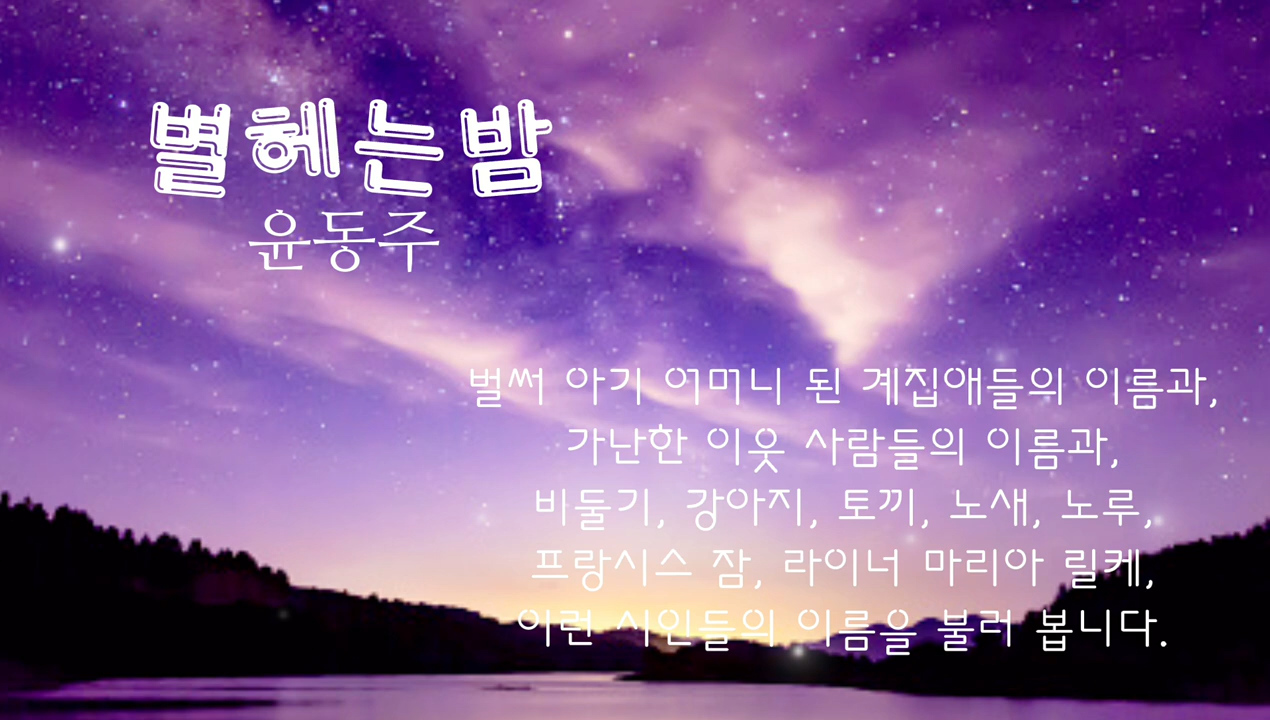 별헤는밤
윤동주
벌써 아기 어머니 된 계집애들의 이름과,
가난한 이웃 사람들의 이름과,
비둘기, 강아지, 토끼, 노새, 노루,
프랑시스 잠, 라이너 마리아 릴케,
이런 시인들의 이름을 불러 봅니다.